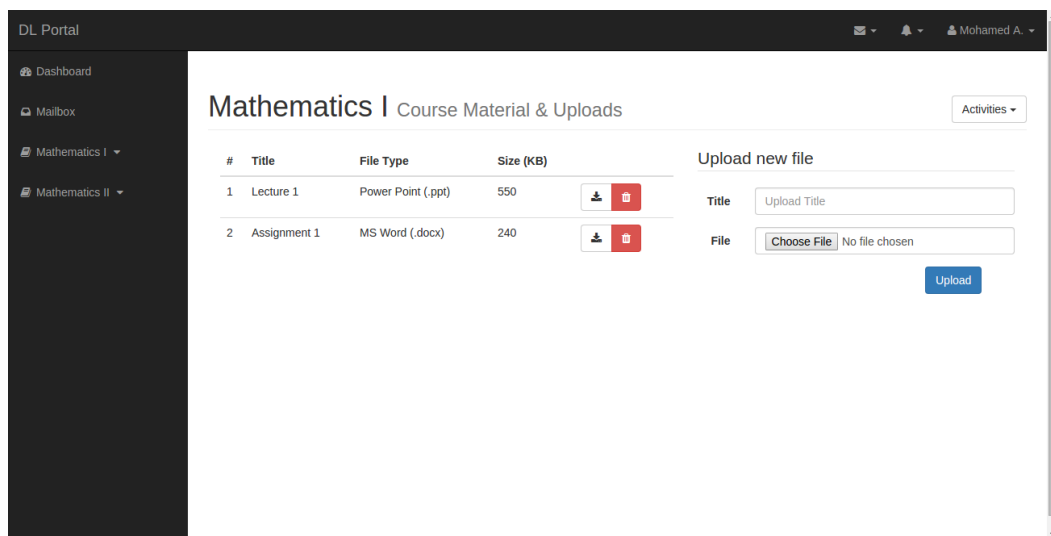 DL Portal
Mohamed A.
Dashboard
Mailbox
Mathematics I
Mathematics II
Mathematics I Course Material & Uploads
Activities
# Title File Type Size (KB)
1 Lecture 1 Power Point (.ppt) 550
2 Assignment 1 MS Word (.docx) 240
Upload new file
Title Upload Title
File Choose File No file chosen
Upload